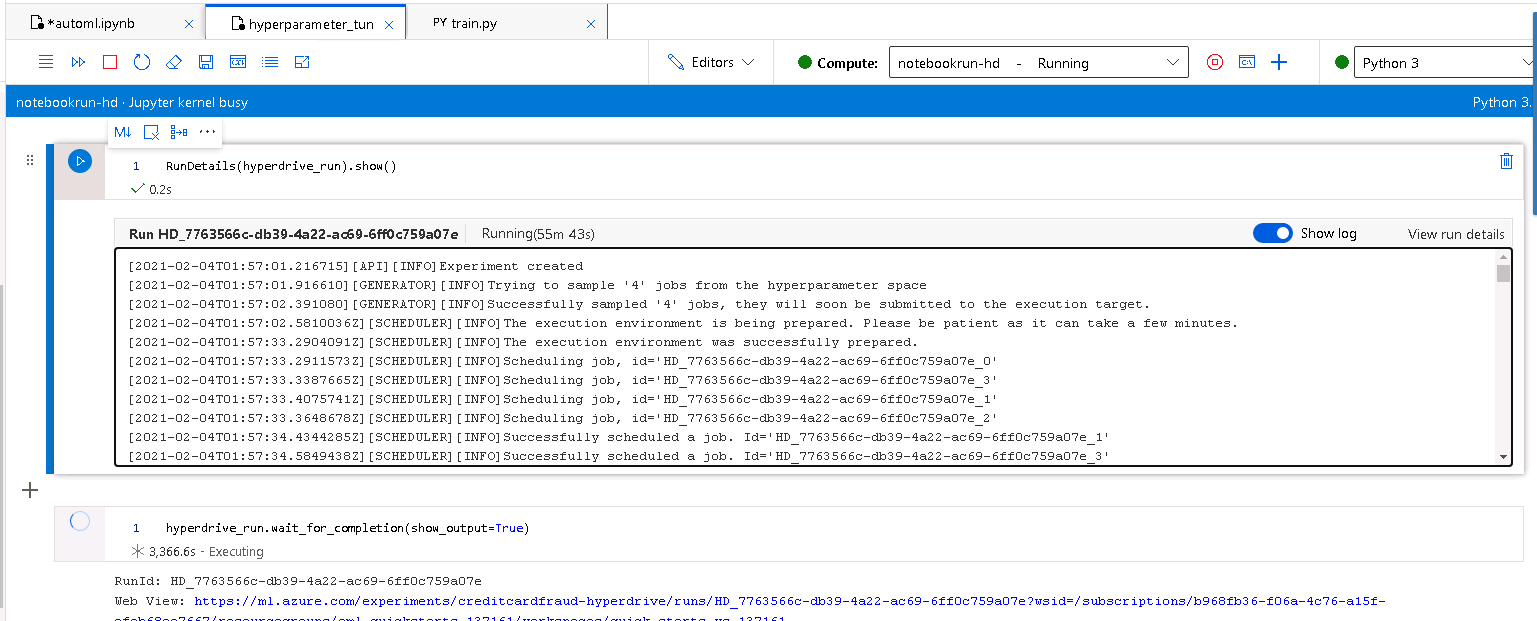 *automl.ipynb
hyperparameter_tun
PY train.py
Editors
Compute: notebookrun-hd - Running
Python 3
notebookrun-hd · Jupyter kernel busy
Python 3.
M↓
1 RunDetails(hyperdrive_run).show()
0.2s
Run HD_7763566c-db39-4a22-ac69-6ff0c759a07e Running(55m 43s) Show log View run details
[2021-02-04T01:57:01.216715][API][INFO]Experiment created
[2021-02-04T01:57:01.916610][GENERATOR][INFO]Trying to sample '4' jobs from the hyperparameter space
[2021-02-04T01:57:02.391080][GENERATOR][INFO]Successfully sampled '4' jobs, they will soon be submitted to the execution target.
[2021-02-04T01:57:02.5810036Z][SCHEDULER][INFO]The execution environment is being prepared. Please be patient as it can take a few minutes.
[2021-02-04T01:57:33.2904091Z][SCHEDULER][INFO]The execution environment was successfully prepared.
[2021-02-04T01:57:33.2911573Z][SCHEDULER][INFO]Scheduling job, id='HD_7763566c-db39-4a22-ac69-6ff0c759a07e_0'
[2021-02-04T01:57:33.3387665Z][SCHEDULER][INFO]Scheduling job, id='HD_7763566c-db39-4a22-ac69-6ff0c759a07e_3'
[2021-02-04T01:57:33.4075741Z][SCHEDULER][INFO]Scheduling job, id='HD_7763566c-db39-4a22-ac69-6ff0c759a07e_1'
[2021-02-04T01:57:33.3648678Z][SCHEDULER][INFO]Scheduling job, id='HD_7763566c-db39-4a22-ac69-6ff0c759a07e_2'
[2021-02-04T01:57:34.4344285Z][SCHEDULER][INFO]Successfully scheduled a job. Id='HD_7763566c-db39-4a22-ac69-6ff0c759a07e_1'
[2021-02-04T01:57:34.5849438Z][SCHEDULER][INFO]Successfully scheduled a job. Id='HD_7763566c-db39-4a22-ac69-6ff0c759a07e_3'
1 hyperdrive_run.wait_for_completion(show_output=True)
3,366.6s - Executing
RunId: HD_7763566c-db39-4a22-ac69-6ff0c759a07e
Web View: https://ml.azure.com/experiments/creditcardfraud-hyperdrive/runs/HD_7763566c-db39-4a22-ac69-6ff0c759a07e?wsid=/subscriptions/b968fb36-f06a-4c76-a15f-